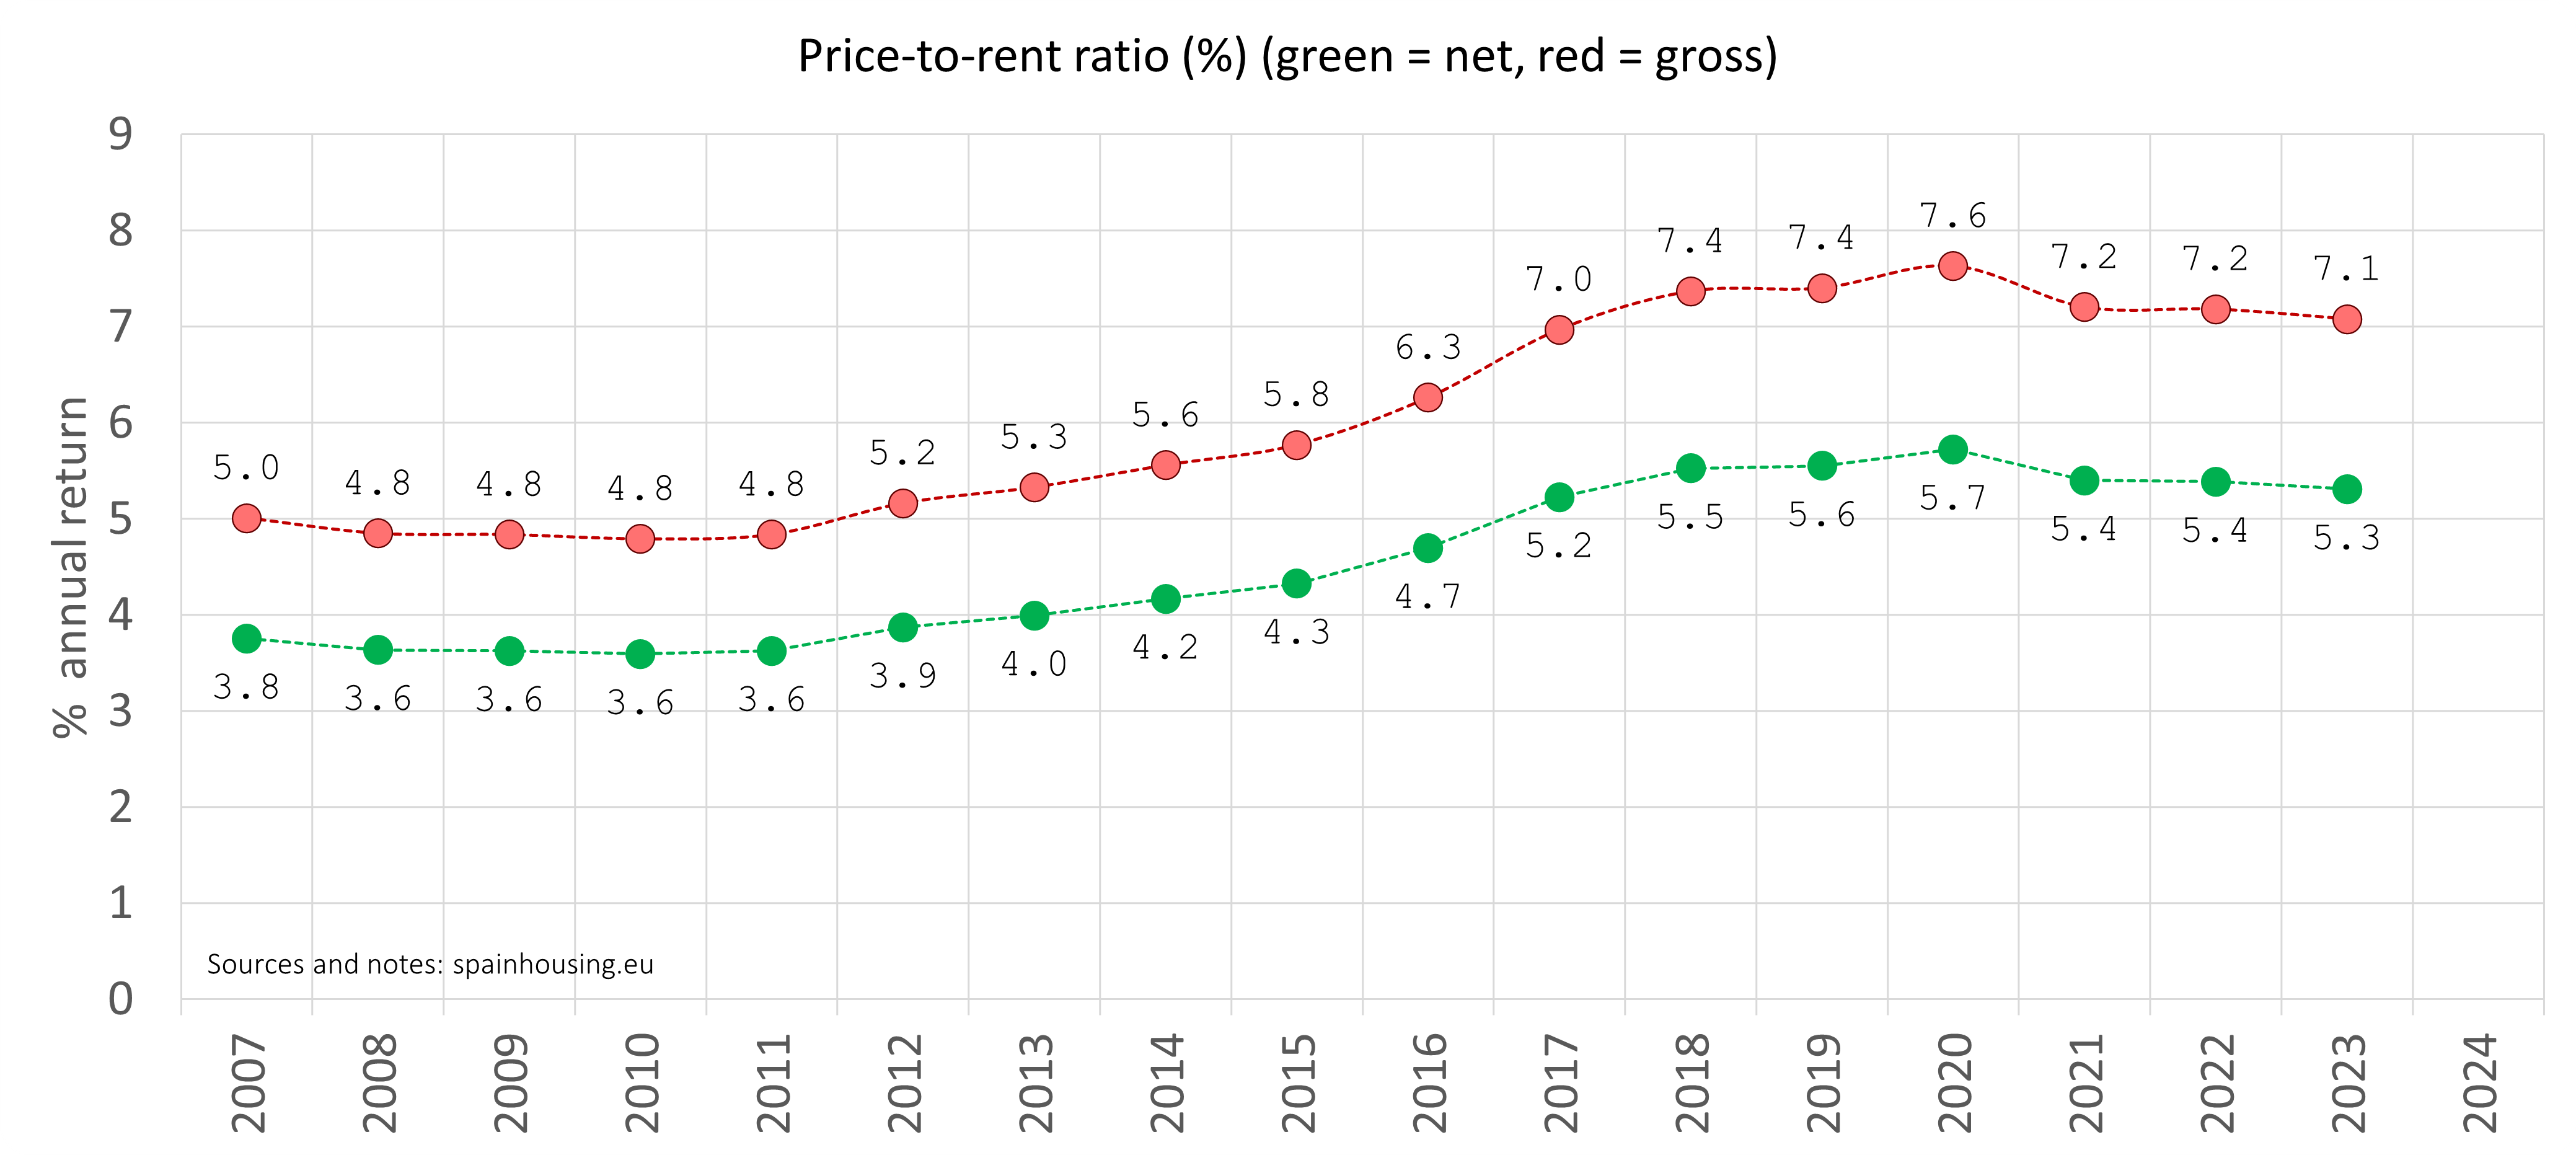 Price-to-rent ratio (%) (green = net, red = gross)
% annual return
9
8
7
6
5
4
3
2
1
0
5.0 4.8 4.8 4.8 4.8 5.2 5.3 5.6 5.8 6.3 7.0 7.4 7.4 7.6 7.2 7.2 7.1
3.8 3.6 3.6 3.6 3.6 3.9 4.0 4.2 4.3 4.7 5.2 5.5 5.6 5.7 5.4 5.4 5.3
Sources and notes: spainhousing.eu
2007 2008 2009 2010 2011 2012 2013 2014 2015 2016 2017 2018 2019 2020 2021 2022 2023 2024